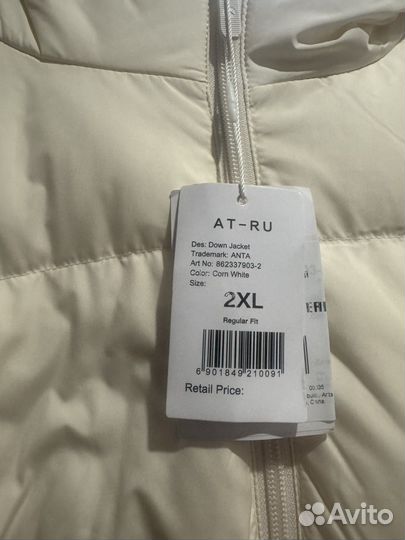 AT-RU
Des: Down Jacket
Trademark: ANTA
Art No: 862337903-2
Color: Corn White
Size:
2XL
Regular Fit
6 901849 210091
Retail Price:
Avito